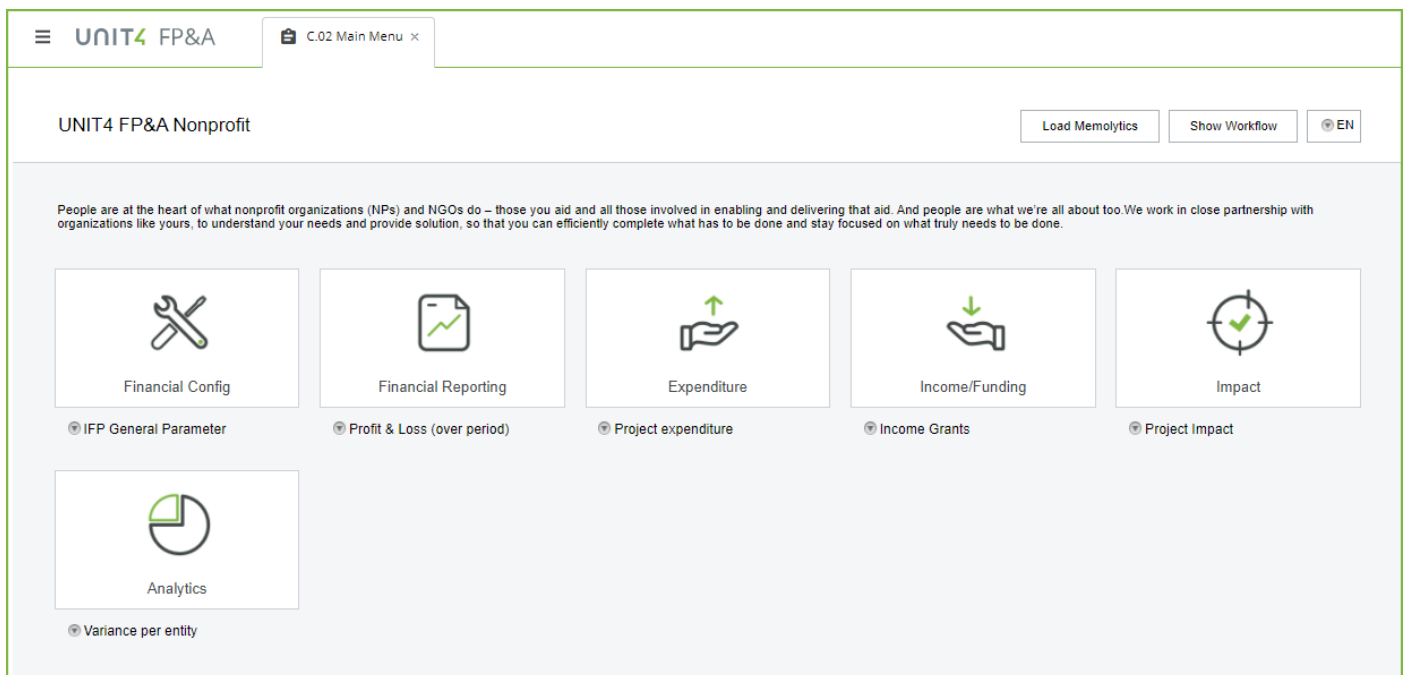 UNIT4 FP&A
C.02 Main Menu ×
UNIT4 FP&A Nonprofit
Load Memolytics
Show Workflow
EN
People are at the heart of what nonprofit organizations (NPs) and NGOs do – those you aid and all those involved in enabling and delivering that aid. And people are what we're all about too.We work in close partnership with
organizations like yours, to understand your needs and provide solution, so that you can efficiently complete what has to be done and stay focused on what truly needs to be done.
Financial Config
Financial Reporting
Expenditure
Income/Funding
Impact
IFP General Parameter
Profit & Loss (over period)
Project expenditure
Income Grants
Project Impact
Analytics
Variance per entity